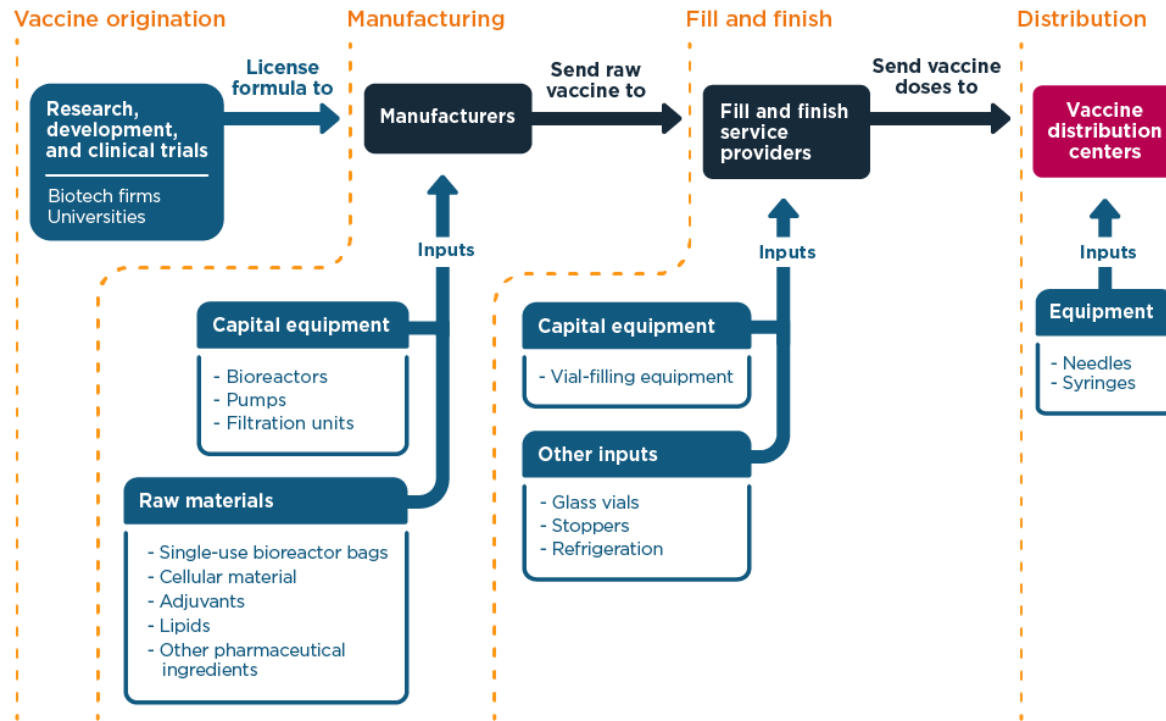 Vaccine origination
Manufacturing
Fill and finish
Distribution
License
formula to
Send raw
vaccine to
Send vaccine
doses to
Research,
development,
and clinical trials
Biotech firms
Universities
Manufacturers
Fill and finish
service
providers
Vaccine
distribution
centers
Inputs
Inputs
Inputs
Capital equipment
- Bioreactors
- Pumps
- Filtration units
Raw materials
- Single-use bioreactor bags
- Cellular material
- Adjuvants
- Lipids
- Other pharmaceutical
ingredients
Capital equipment
- Vial-filling equipment
Other inputs
- Glass vials
- Stoppers
- Refrigeration
Equipment
- Needles
- Syringes